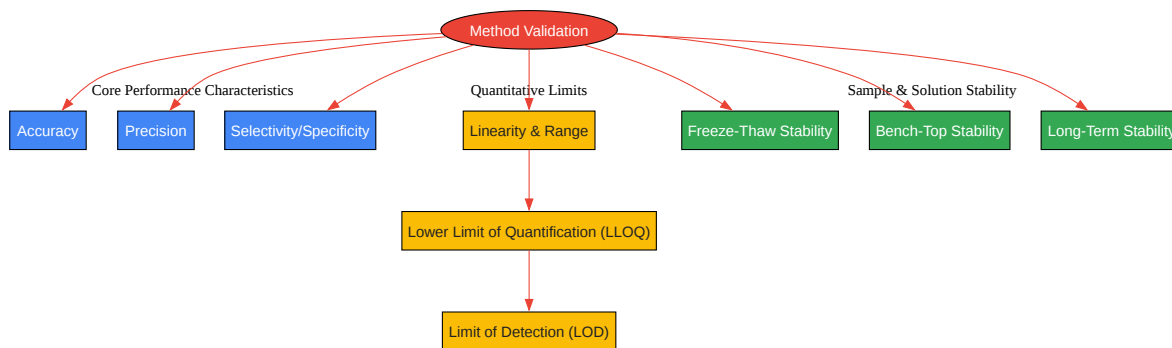 Method Validation
Core Performance Characteristics
Quantitative Limits
Sample & Solution Stability
Accuracy
Precision
Selectivity/Specificity
Linearity & Range
Freeze-Thaw Stability
Bench-Top Stability
Long-Term Stability
Lower Limit of Quantification (LLOQ)
Limit of Detection (LOD)